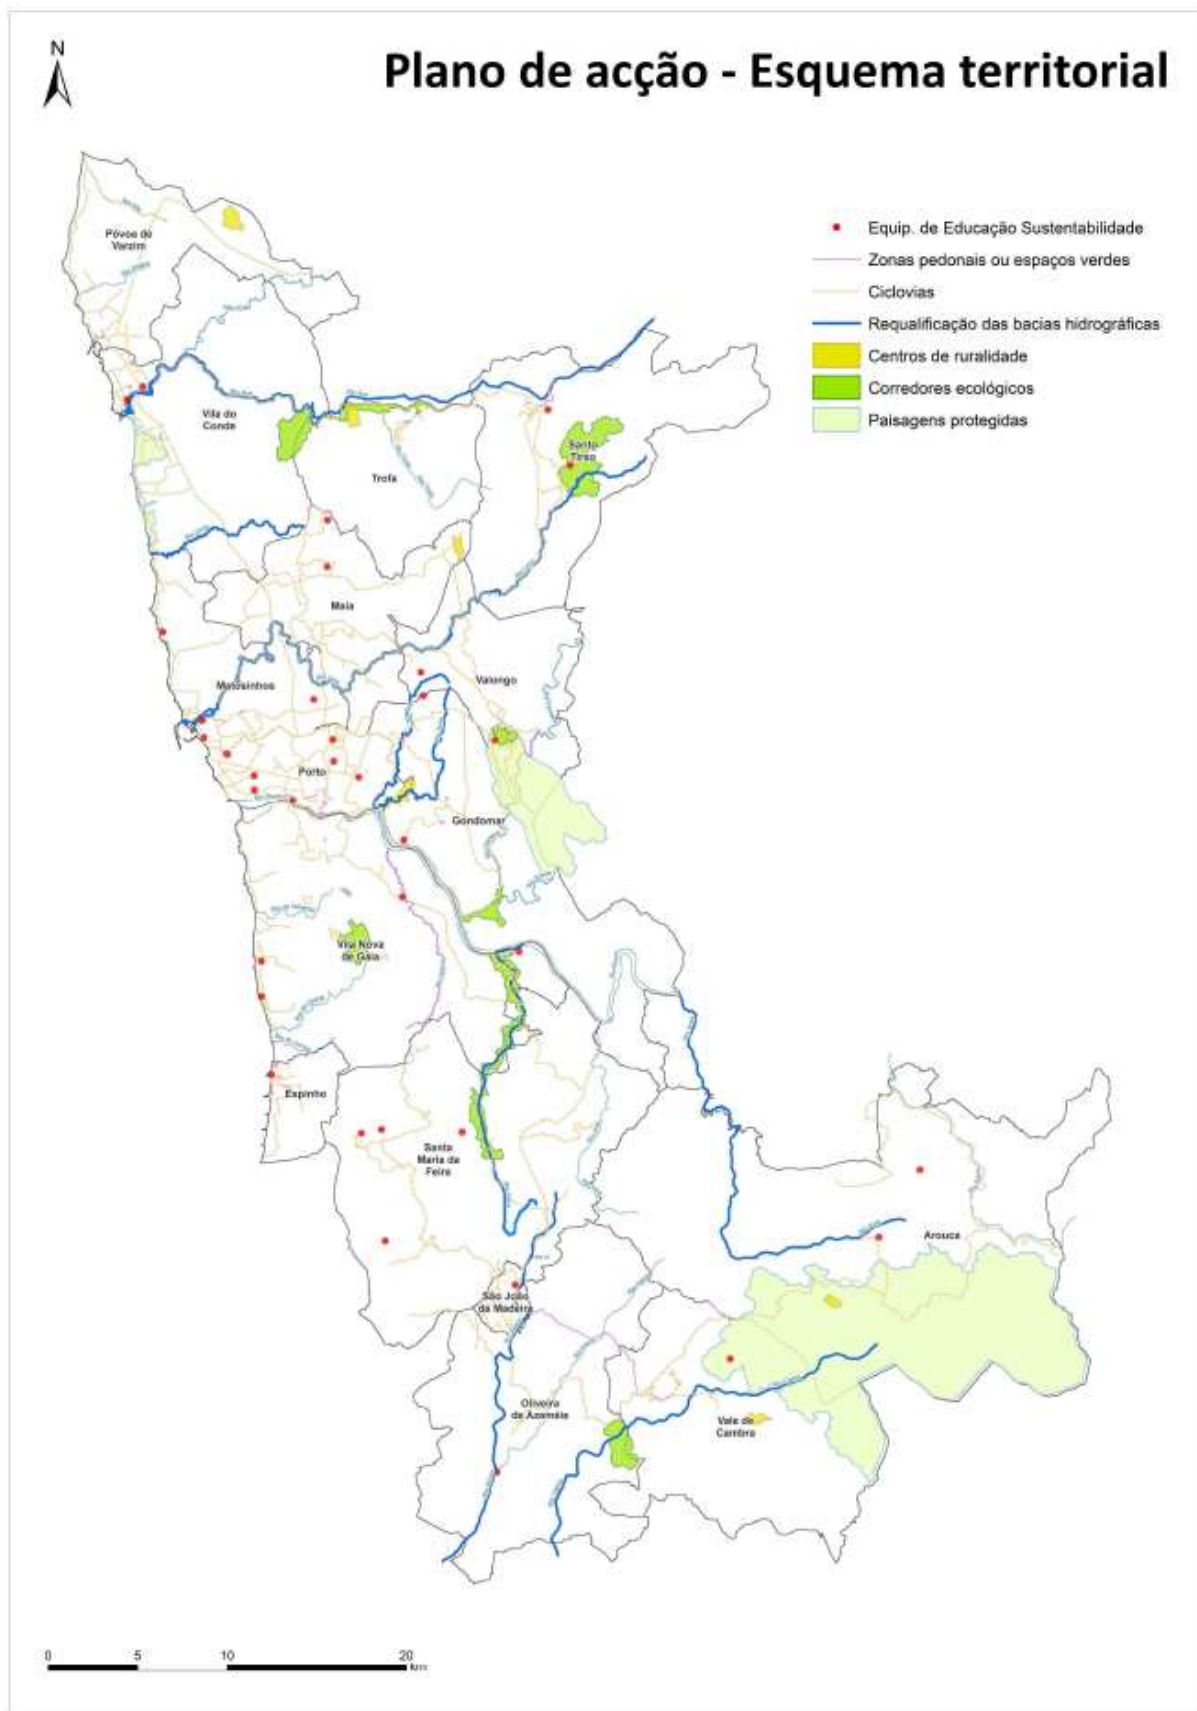 N
Plano de acção - Esquema territorial
Equip. de Educação Sustentabilidade
Zonas pedonais ou espaços verdes
Ciclovias
Requalificação das bacias hidrográficas
Centros de ruralidade
Corredores ecológicos
Paisagens protegidas
Póvoa de
Varzim
Vila do
Conde
Trofa
Santo
Tirso
Maia
Matosinhos
Valongo
Porto
Gondomar
Vila Nova
de Gaia
Espinho
Santa
Maria da
Feira
Arouca
São João
da Madeira
Oliveira
de Azeméis
Vale de
Cambra
0 5 10 20
km